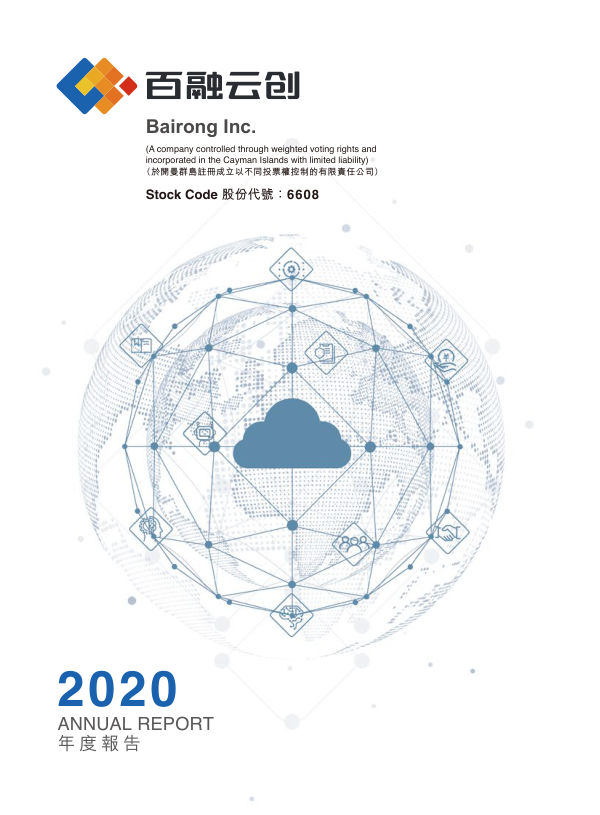 百融云创
Bairong Inc.
(A company controlled through weighted voting rights and
incorporated in the Cayman Islands with limited liability)
（於開曼群島註冊成立以不同投票權控制的有限責任公司）
Stock Code 股份代號：6608
2020
ANNUAL REPORT
年度報告